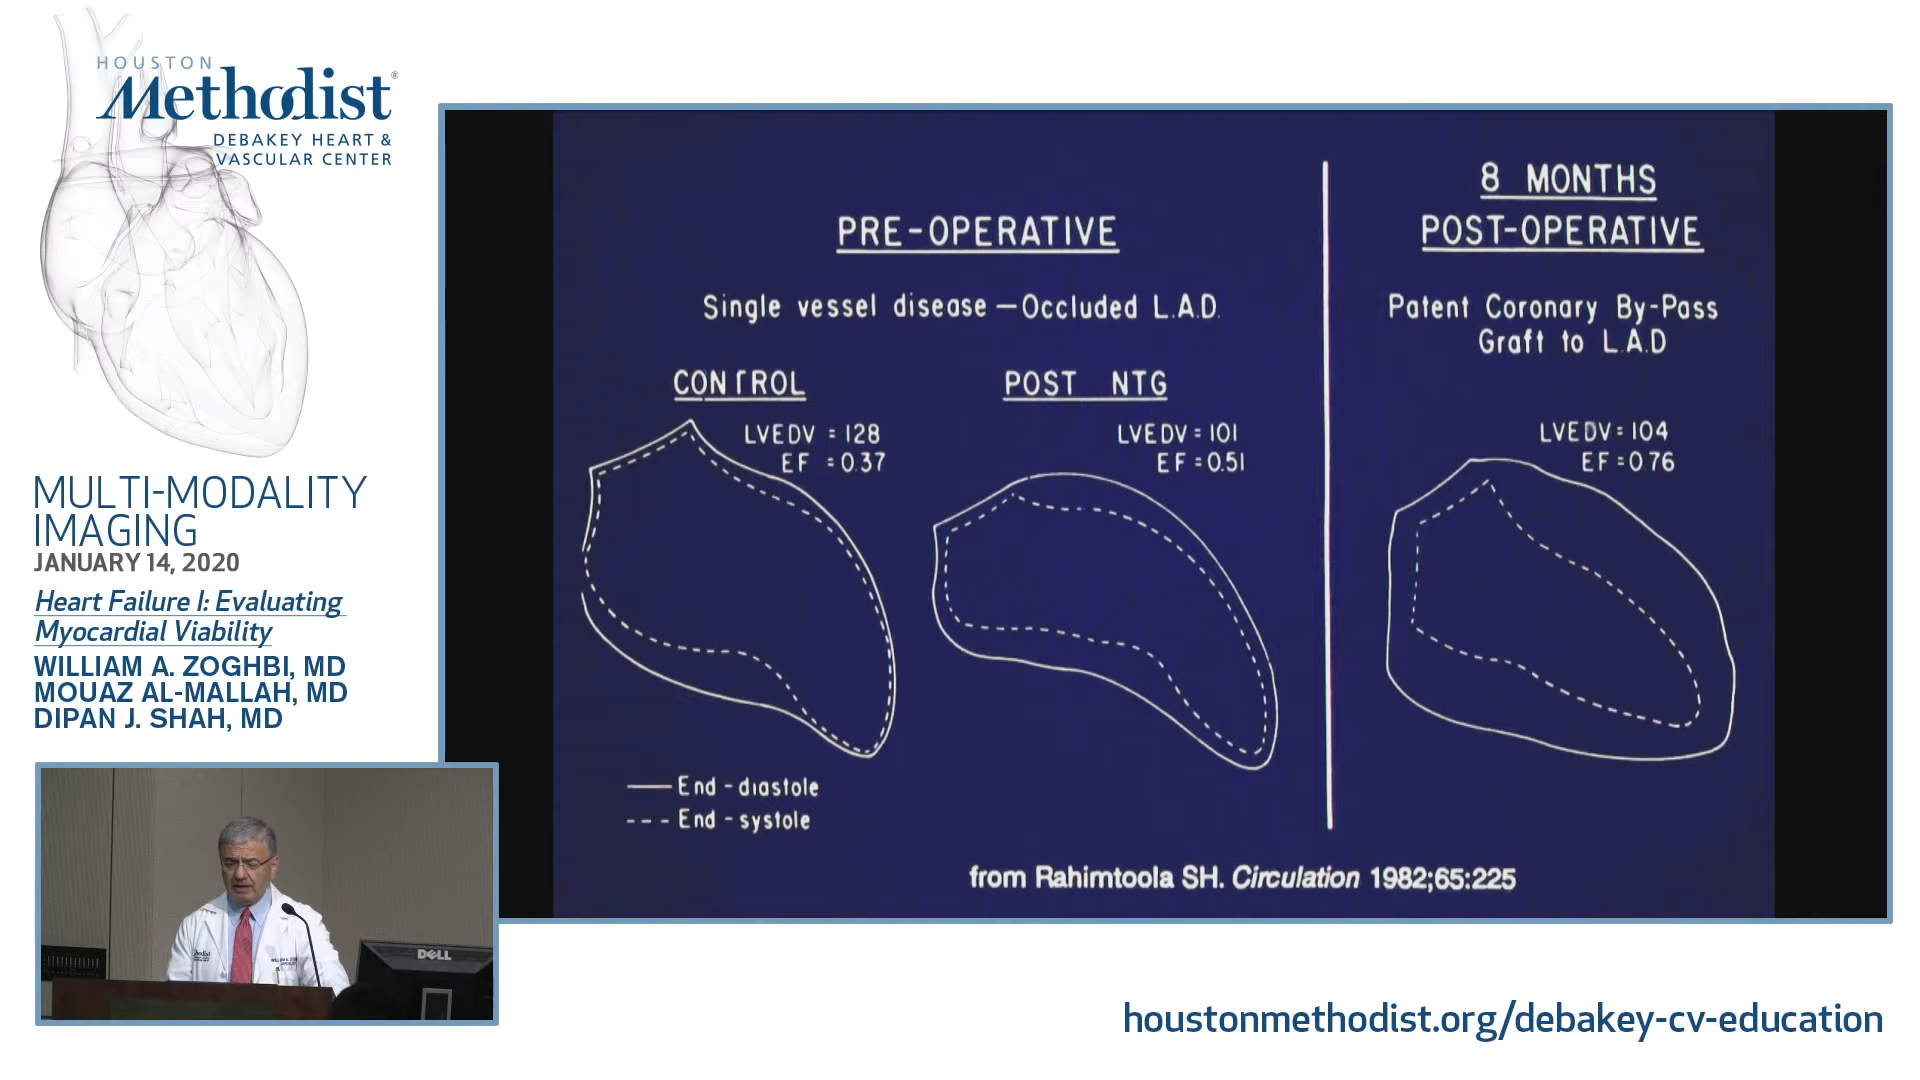 HOUSTON
Methodist®
DEBAKEY HEART &
VASCULAR CENTER
MULTI-MODALITY
IMAGING
JANUARY 14, 2020
Heart Failure I: Evaluating
Myocardial Viability
WILLIAM A. ZOGHBI, MD
MOUAZ AL-MALLAH, MD
DIPAN J. SHAH, MD
PRE-OPERATIVE
Single vessel disease — Occluded L.A.D.
CONTROL
LVEDV = 128
EF = 0.37
POST NTG
LVEDV = 101
EF = 0.51
End - diastole
End - systole
8 MONTHS
POST-OPERATIVE
Patent Coronary By-Pass
Graft to L.A.D
LVEDV = 104
EF = 0.76
from Rahimtoola SH. Circulation 1982;65:225
DELL
houstonmethodist.org/debakey-cv-education